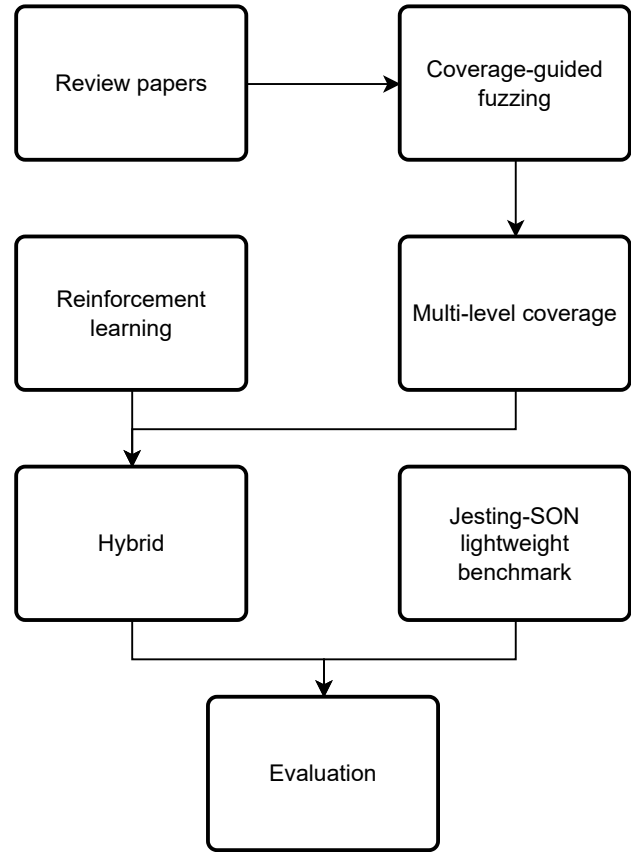 Review papers
Coverage-guided
fuzzing
Reinforcement
learning
Multi-level coverage
Hybrid
Jesting-SON
lightweight
benchmark
Evaluation